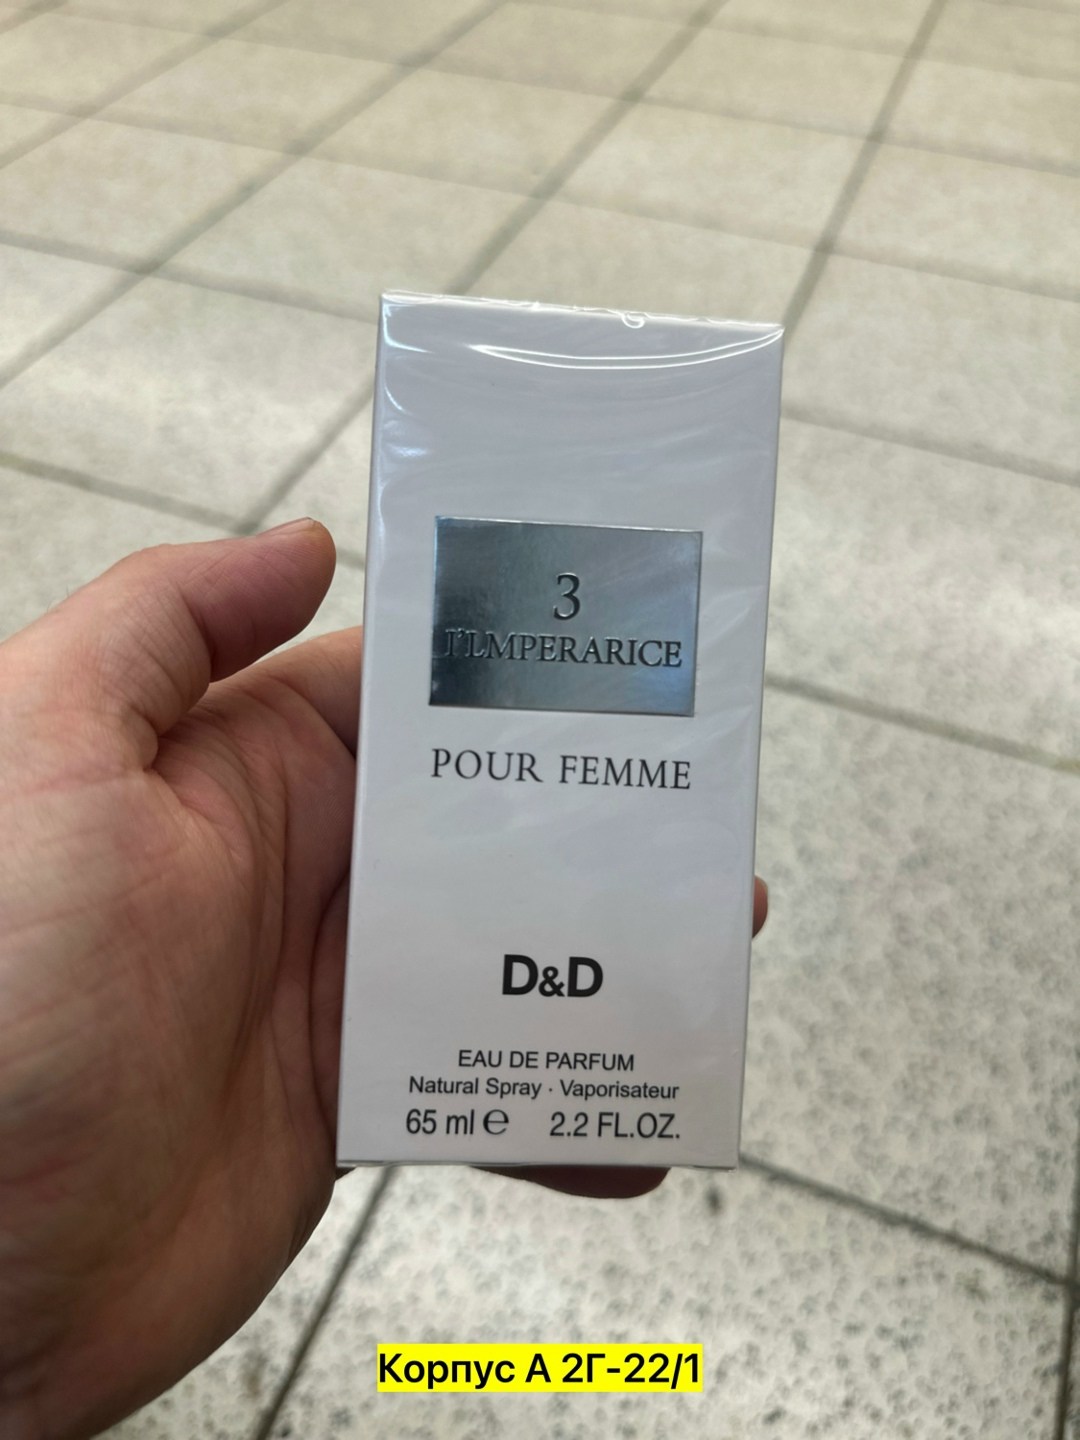 3
I'LMPERARICE
POUR FEMME
D&D
EAU DE PARFUM
Natural Spray · Vaporisateur
65 ml ℮ 2.2 FL.OZ.
Корпус А 2Г-22/1